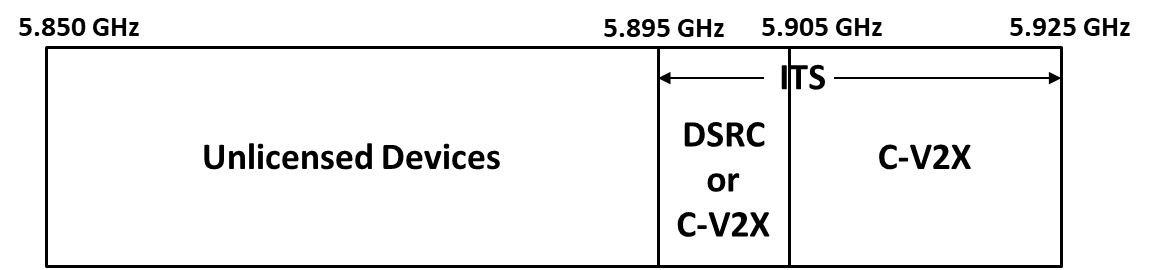 5.850 GHz 5.895 GHz 5.905 GHz 5.925 GHz
ITS
Unlicensed Devices
DSRC
or
C-V2X
C-V2X